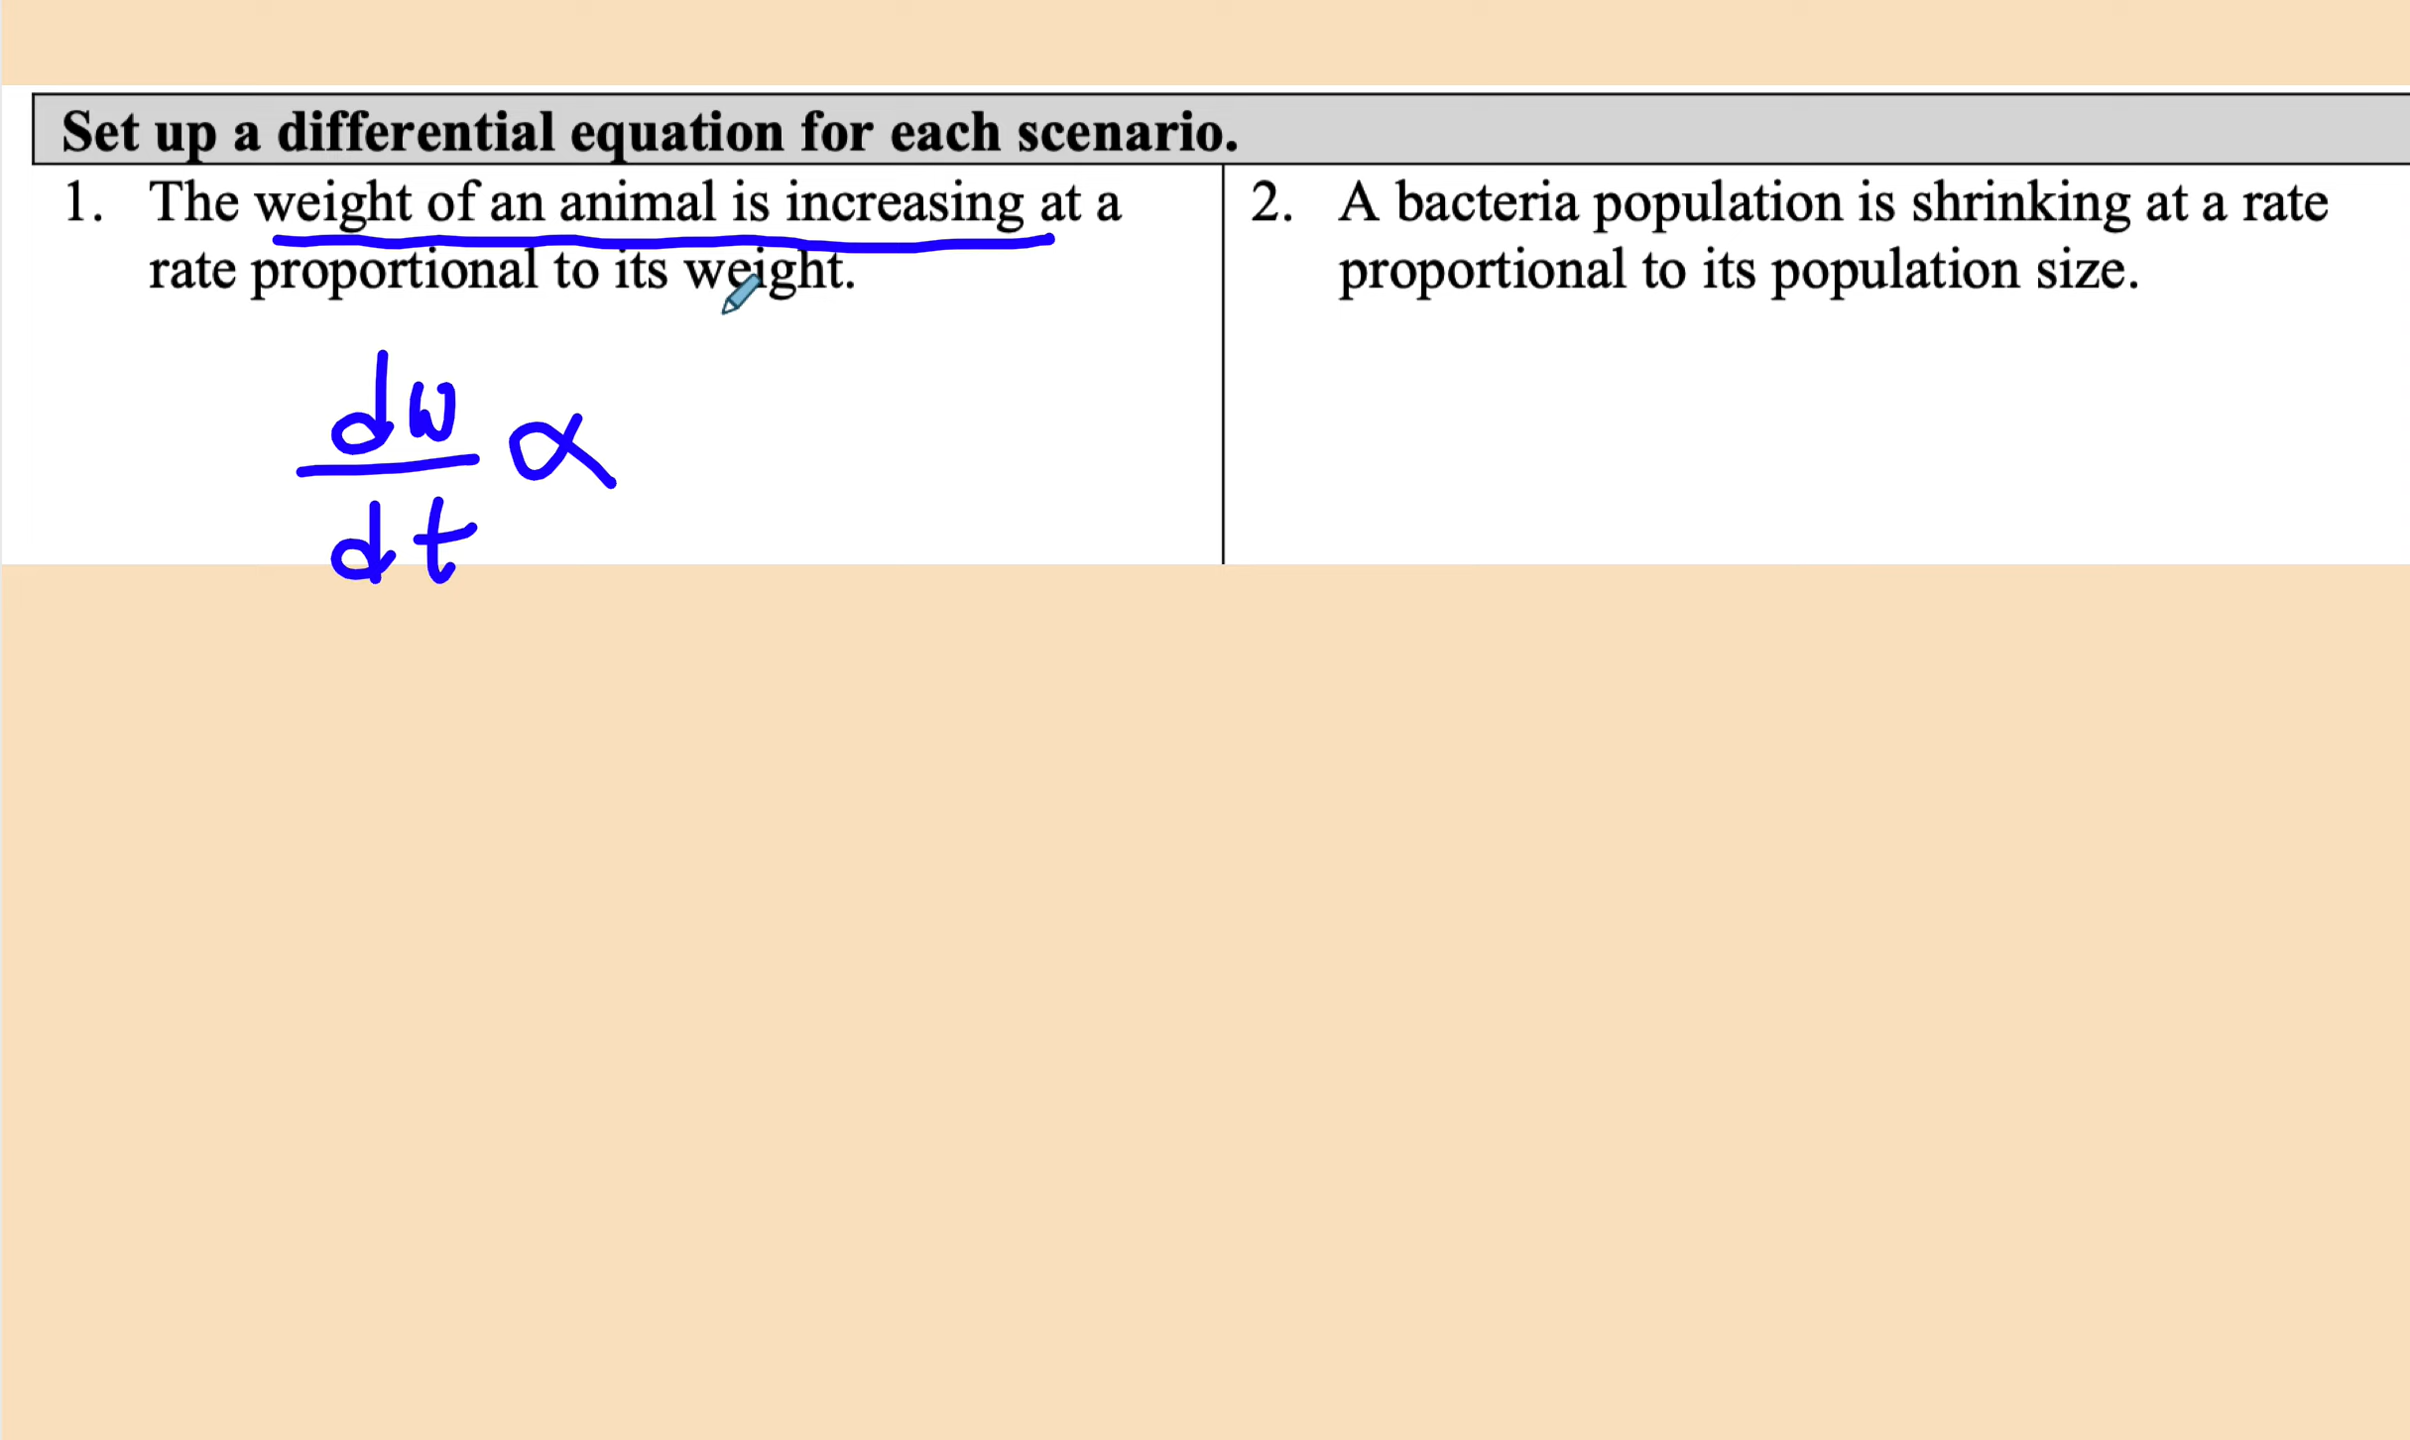 Set up a differential equation for each scenario.
1. The weight of an animal is increasing at a
rate proportional to its weight.
dw
dt
∝
2. A bacteria population is shrinking at a rate
proportional to its population size.